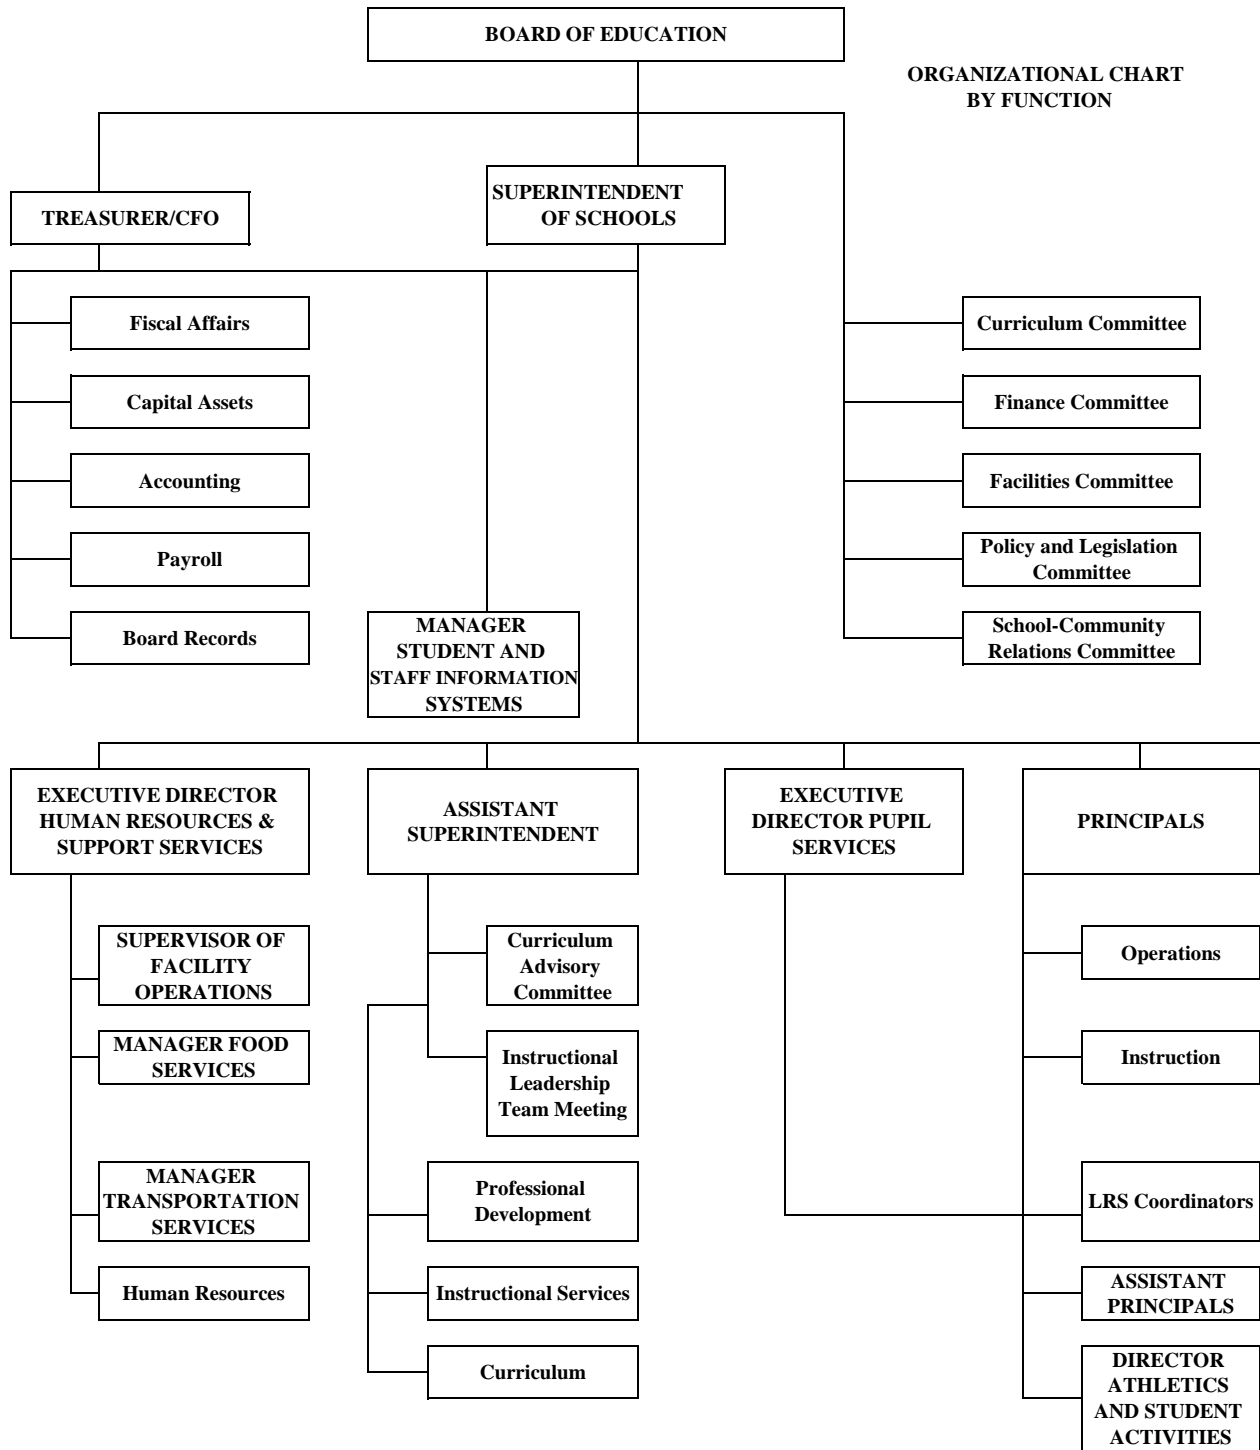 BOARD OF EDUCATION
ORGANIZATIONAL CHART
BY FUNCTION
TREASURER/CFO
SUPERINTENDENT
OF SCHOOLS
Fiscal Affairs
Capital Assets
Accounting
Payroll
Board Records
MANAGER
STUDENT AND
STAFF INFORMATION
SYSTEMS
Curriculum Committee
Finance Committee
Facilities Committee
Policy and Legislation
Committee
School-Community
Relations Committee
EXECUTIVE DIRECTOR
HUMAN RESOURCES &
SUPPORT SERVICES
ASSISTANT
SUPERINTENDENT
EXECUTIVE
DIRECTOR PUPIL
SERVICES
PRINCIPALS
SUPERVISOR OF
FACILITY
OPERATIONS
MANAGER FOOD
SERVICES
MANAGER
TRANSPORTATION
SERVICES
Human Resources
Curriculum
Advisory
Committee
Instructional
Leadership
Team Meeting
Professional
Development
Instructional Services
Curriculum
Operations
Instruction
LRS Coordinators
ASSISTANT
PRINCIPALS
DIRECTOR
ATHLETICS
AND STUDENT
ACTIVITIES